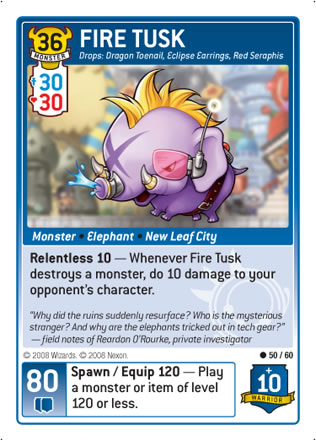 36
MONSTER
FIRE TUSK
Drops: Dragon Toenail, Eclipse Earrings, Red Seraphis
30
30
Monster • Elephant • New Leaf City
Relentless 10 — Whenever Fire Tusk
destroys a monster, do 10 damage to your
opponent's character.
"Why did the ruins suddenly resurface? Who is the mysterious
stranger? And why are the elephants tricked out in tech gear?"
— field notes of Reardon O'Rourke, private investigator
© 2008 Wizards. © 2008 Nexon.
● 50 / 60
80
Spawn / Equip 120 — Play
a monster or item of level
120 or less.
+
10
WARRIOR